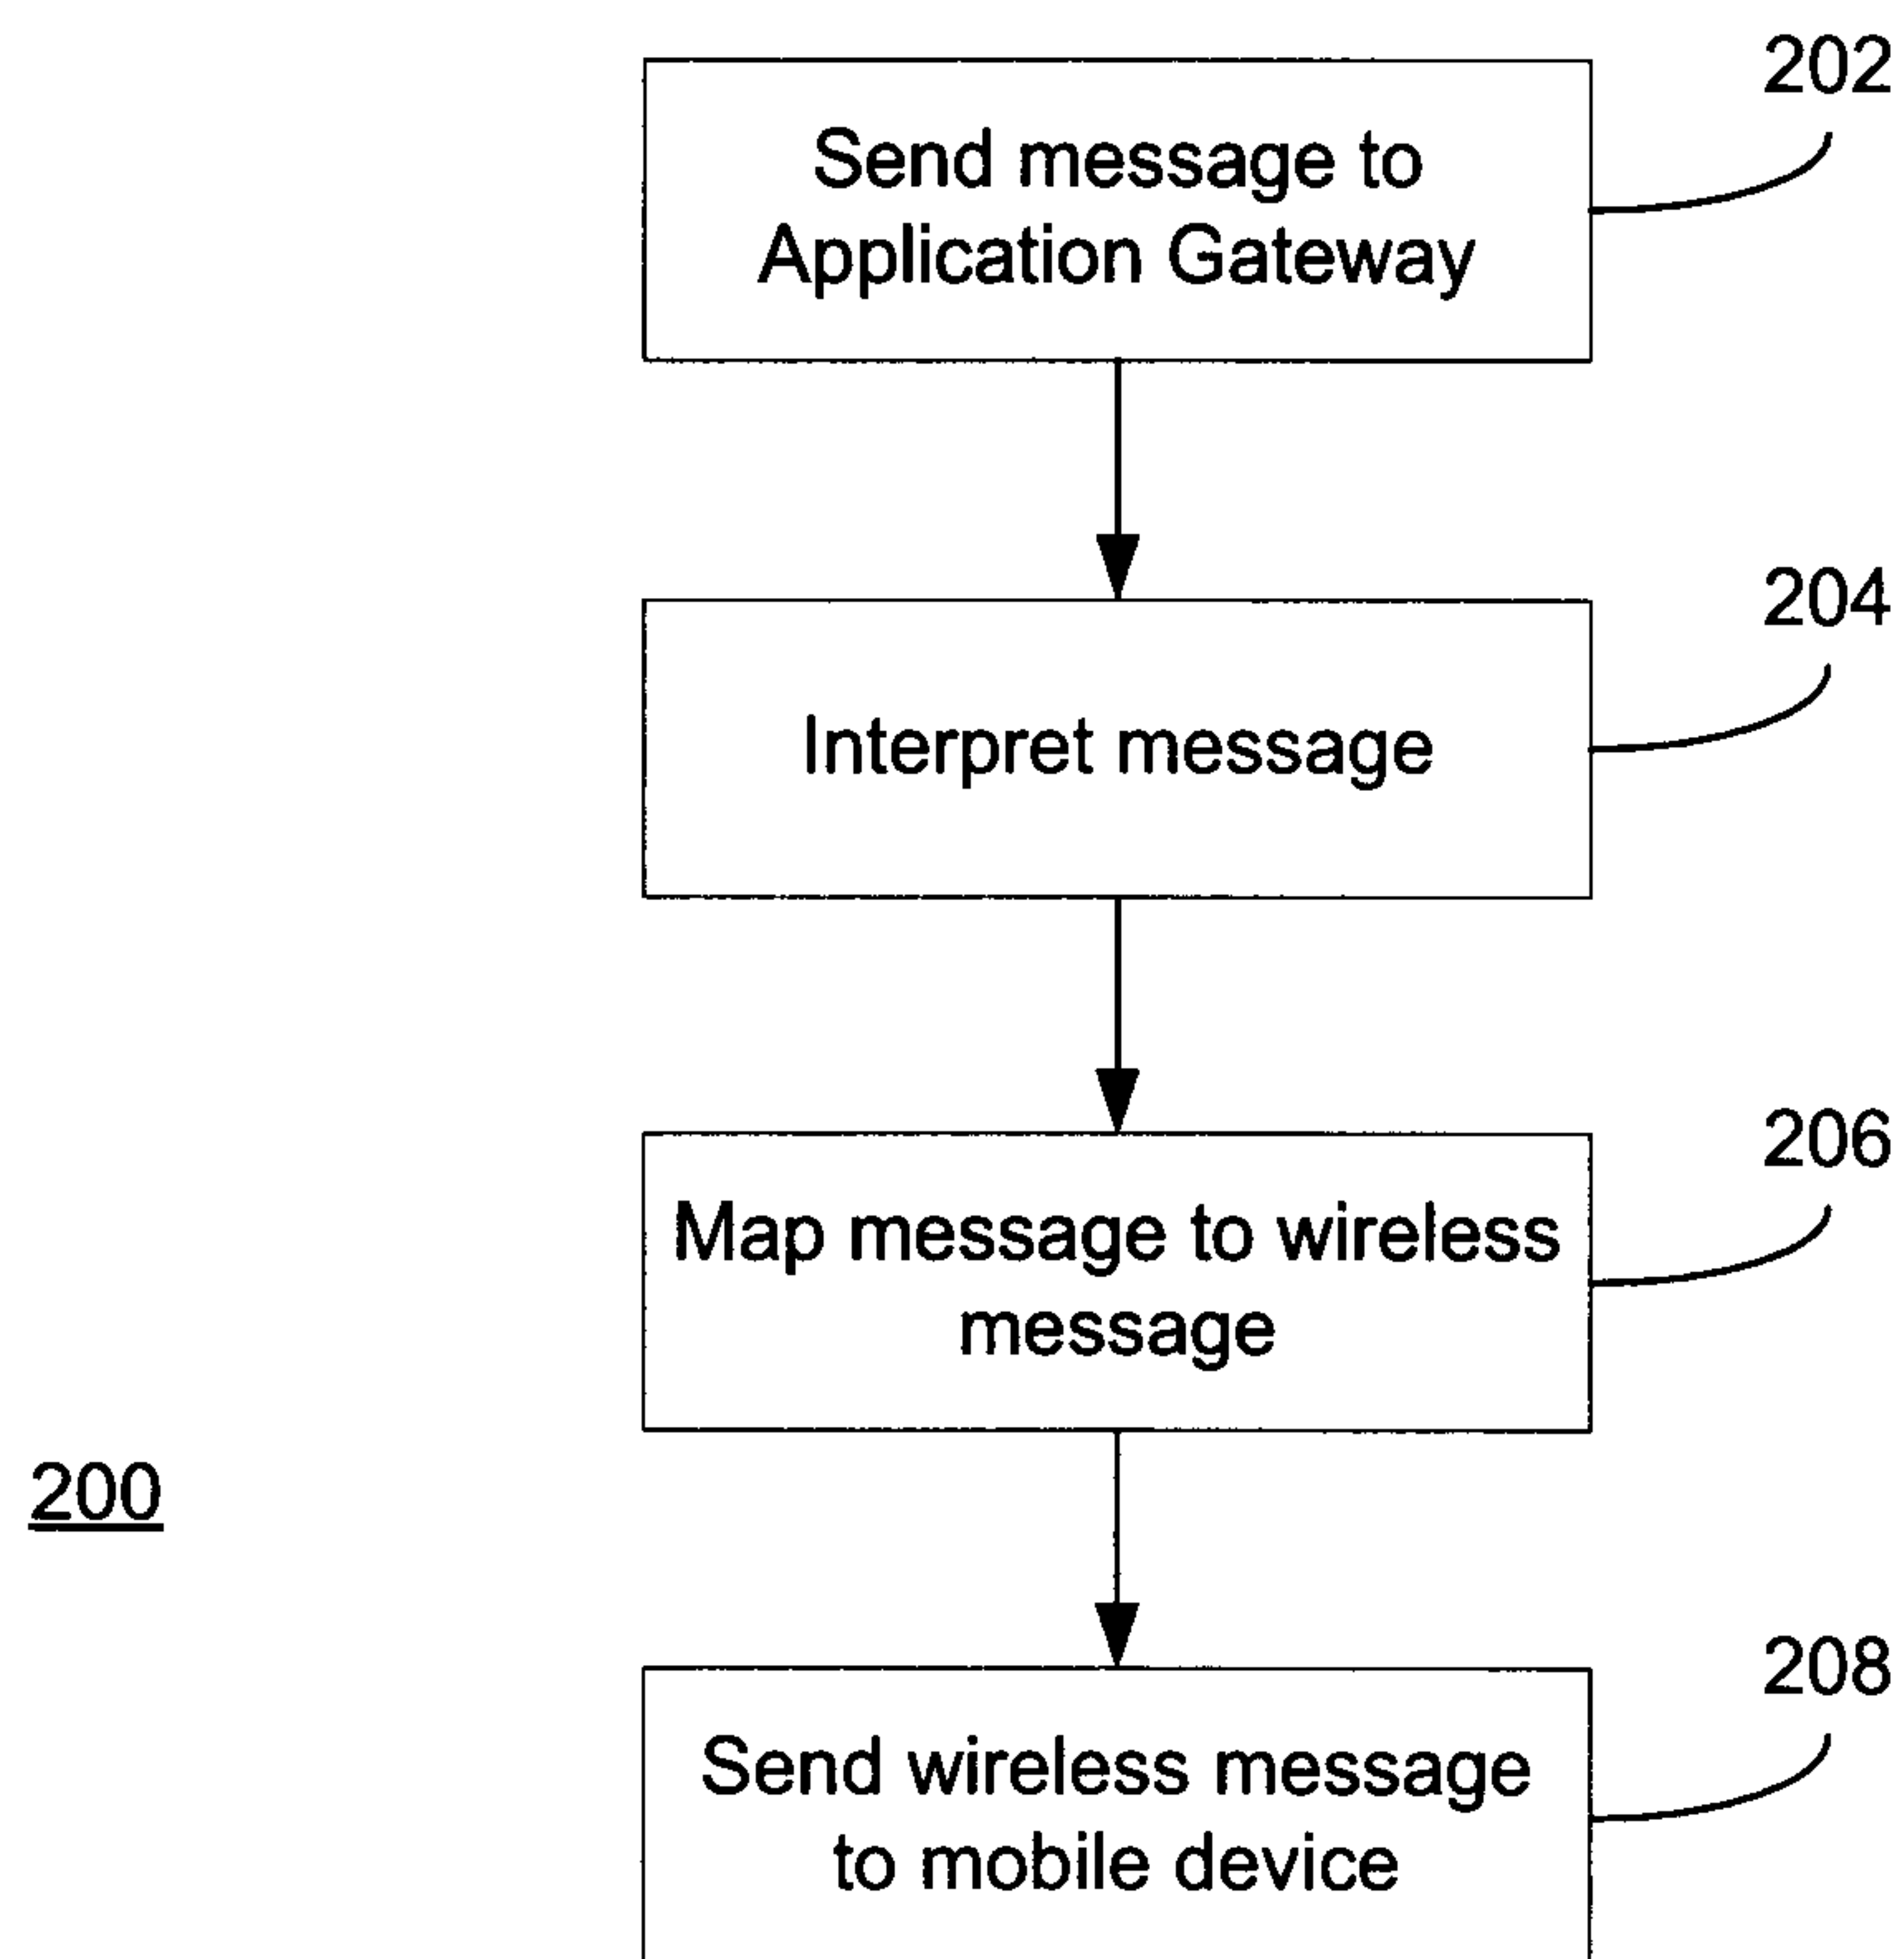 202
Send message to
Application Gateway
204
Interpret message
206
Map message to wireless
message
200
208
Send wireless message
to mobile device